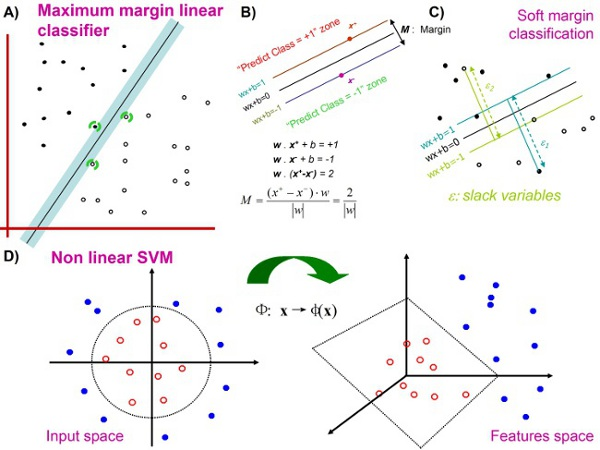 A)
Maximum margin linear
classifier
B)
"Predict Class = +1" zone
x⁺
M : Margin
wx+b=1
wx+b=0
wx+b=-1
x⁻
"Predict Class = -1" zone
w . x⁺ + b = +1
w . x⁻ + b = -1
w . (x⁺-x⁻) = 2
M = (x⁺ − x⁻) · w / |w| = 2 / |w|
C)
Soft margin
classification
wx+b=1
wx+b=0
wx+b=-1
ε: slack variables
D)
Non linear SVM
Φ: x → ϕ(x)
Input space
Features space